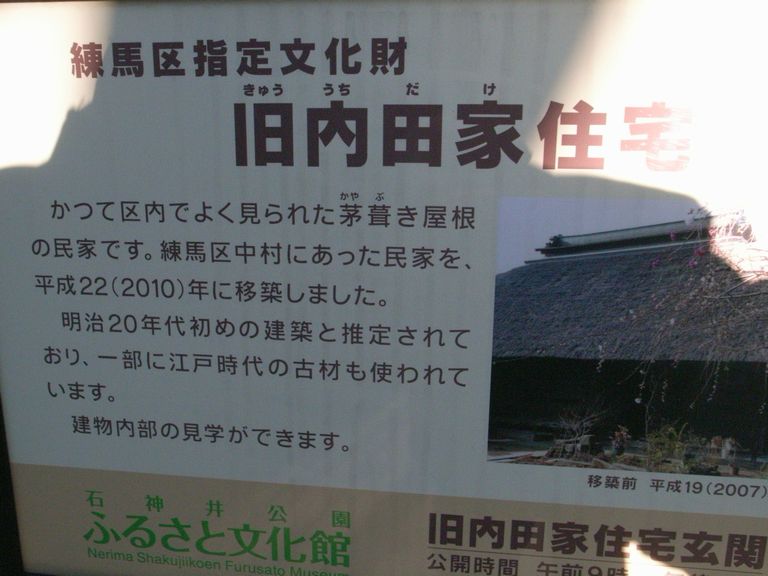 練馬区指定文化財
きゅう うち だ け
旧内田家住宅
かや ぶ
かつて区内でよく見られた茅葺き屋根
の民家です。練馬区中村にあった民家を、
平成22(2010)年に移築しました。
明治20年代初めの建築と推定されて
おり、一部に江戸時代の古材も使われて
います。
建物内部の見学ができます。
移築前 平成19(2007)
石神井公園
ふるさと文化館
Nerima Shakujiikoen Furusato Museum
旧内田家住宅玄関
公開時間 午前9時